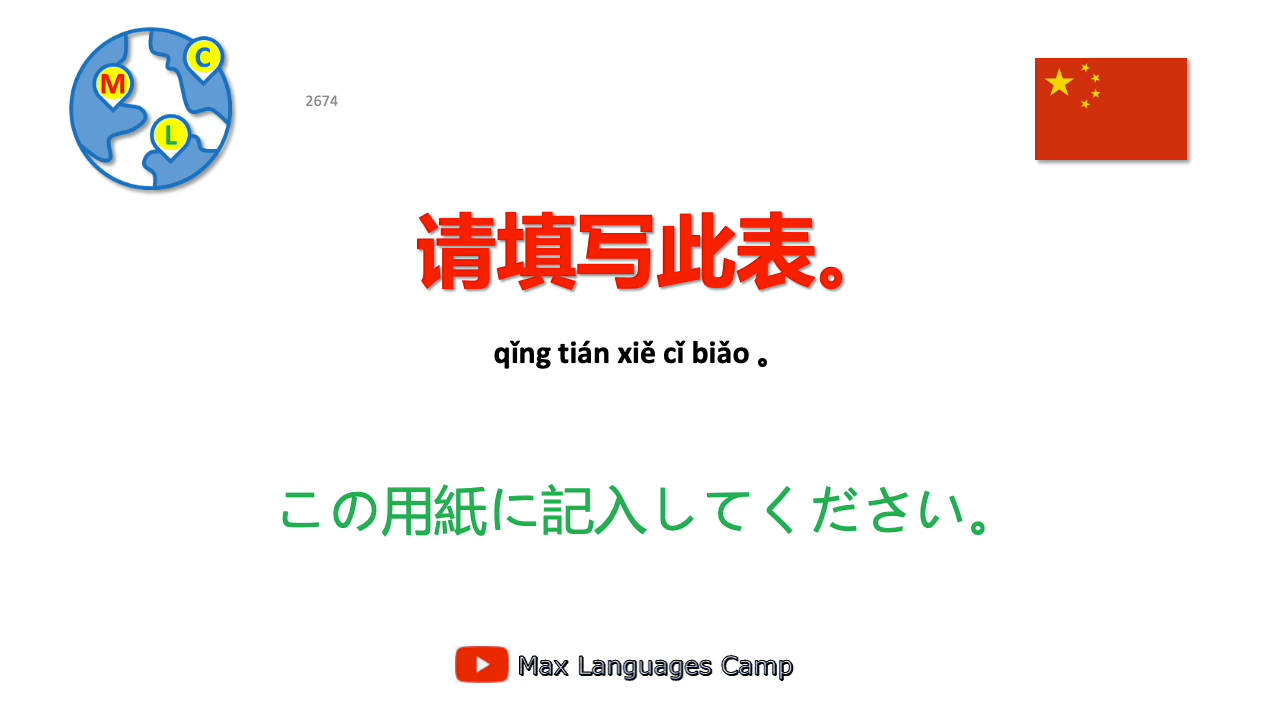 M
C
L
2674
请填写此表。
qǐng tián xiě cǐ biǎo 。
この用紙に記入してください。
Max Languages Camp